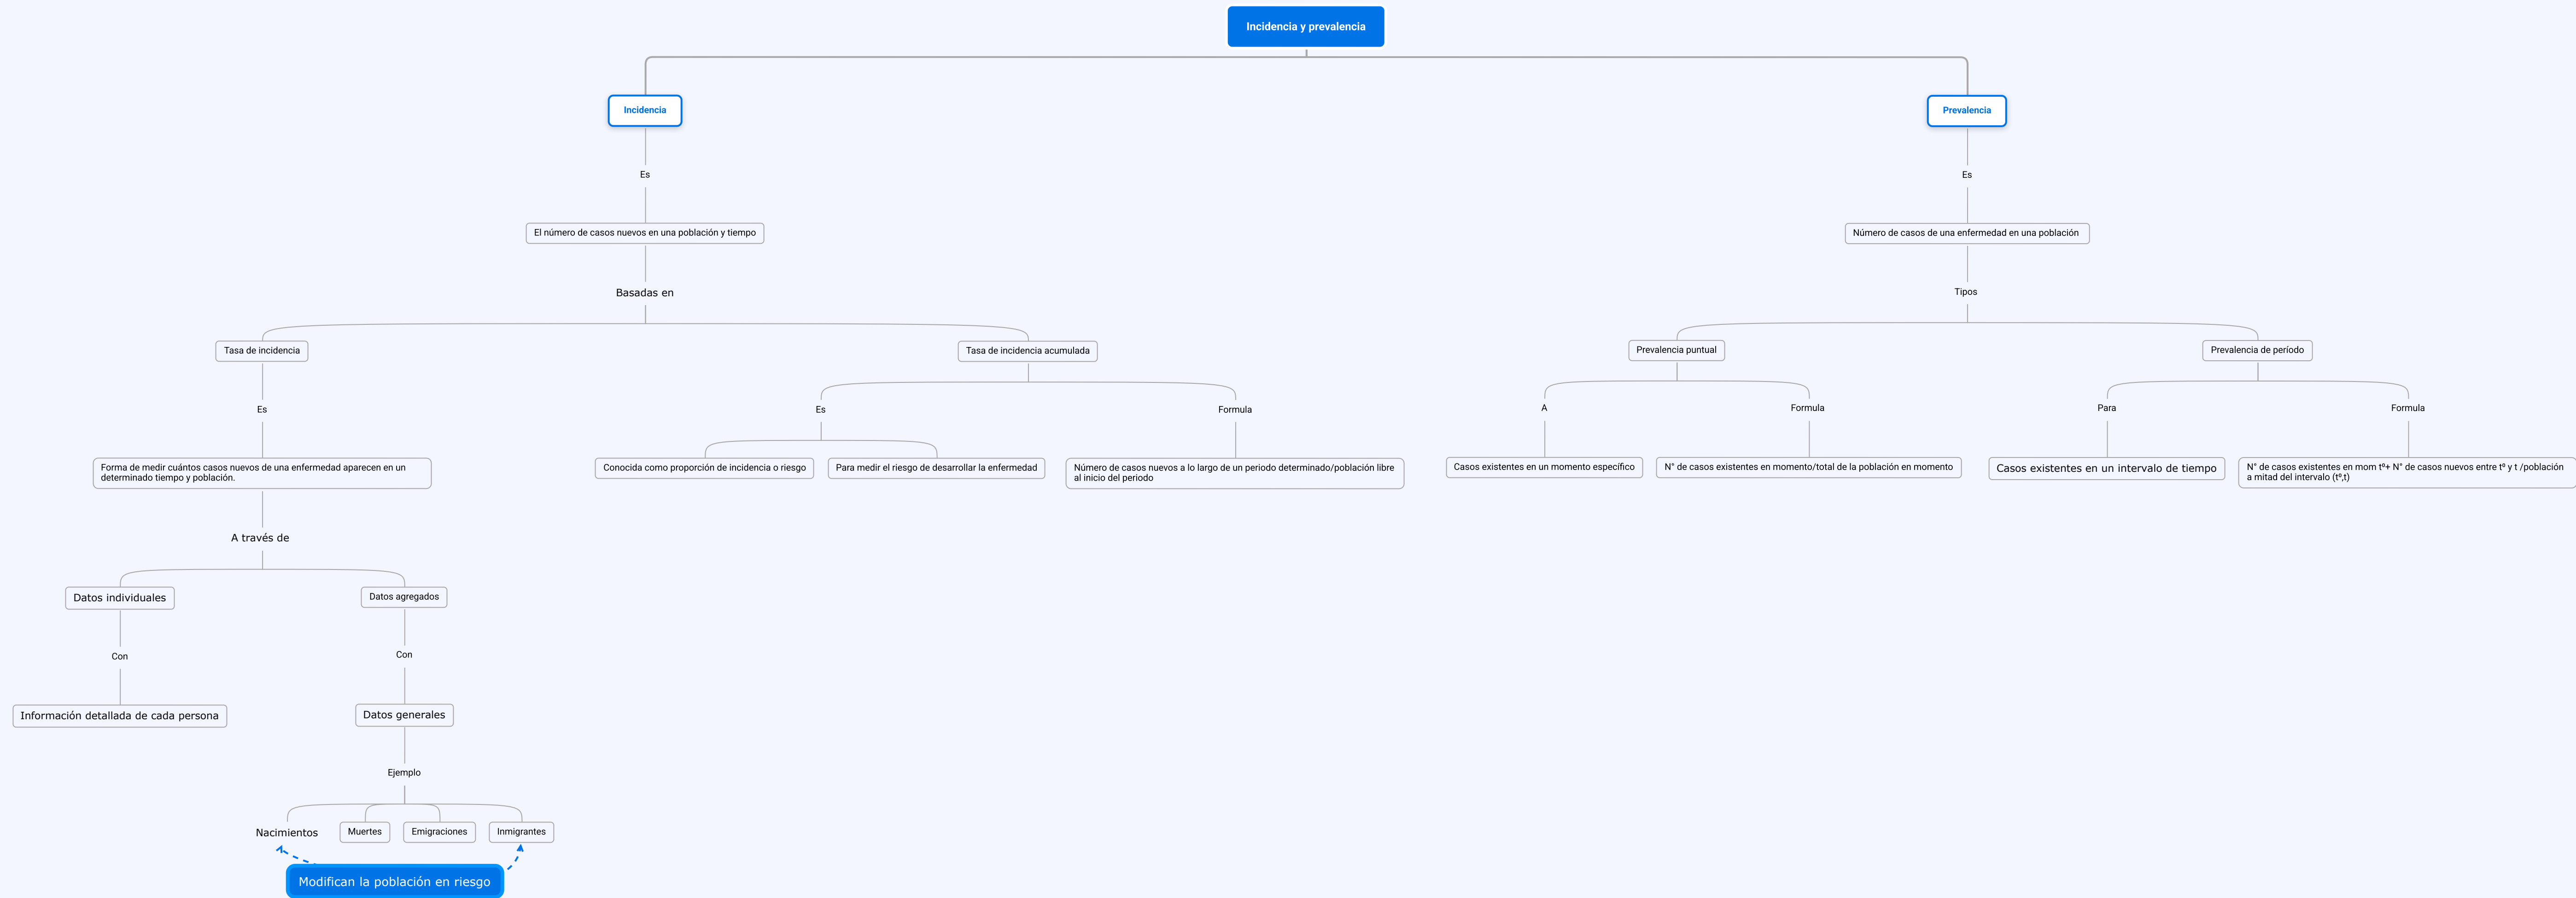 Incidencia y prevalencia
Incidencia
Prevalencia
Es
Es
El número de casos nuevos en una población y tiempo
Número de casos de una enfermedad en una población
Basadas en
Tipos
Tasa de incidencia
Tasa de incidencia acumulada
Prevalencia puntual
Prevalencia de período
Es
Es
Formula
A
Formula
Para
Formula
Forma de medir cuántos casos nuevos de una enfermedad aparecen en un
determinado tiempo y población.
Conocida como proporción de incidencia o riesgo
Para medir el riesgo de desarrollar la enfermedad
Número de casos nuevos a lo largo de un periodo determinado/población libre
al inicio del periodo
Casos existentes en un momento específico
N° de casos existentes en momento/total de la población en momento
Casos existentes en un intervalo de tiempo
N° de casos existentes en mom tº+ N° de casos nuevos entre tº y t /población
a mitad del intervalo (tº,t)
A través de
Datos individuales
Datos agregados
Con
Con
Información detallada de cada persona
Datos generales
Ejemplo
Nacimientos
Muertes
Emigraciones
Inmigrantes
Modifican la población en riesgo